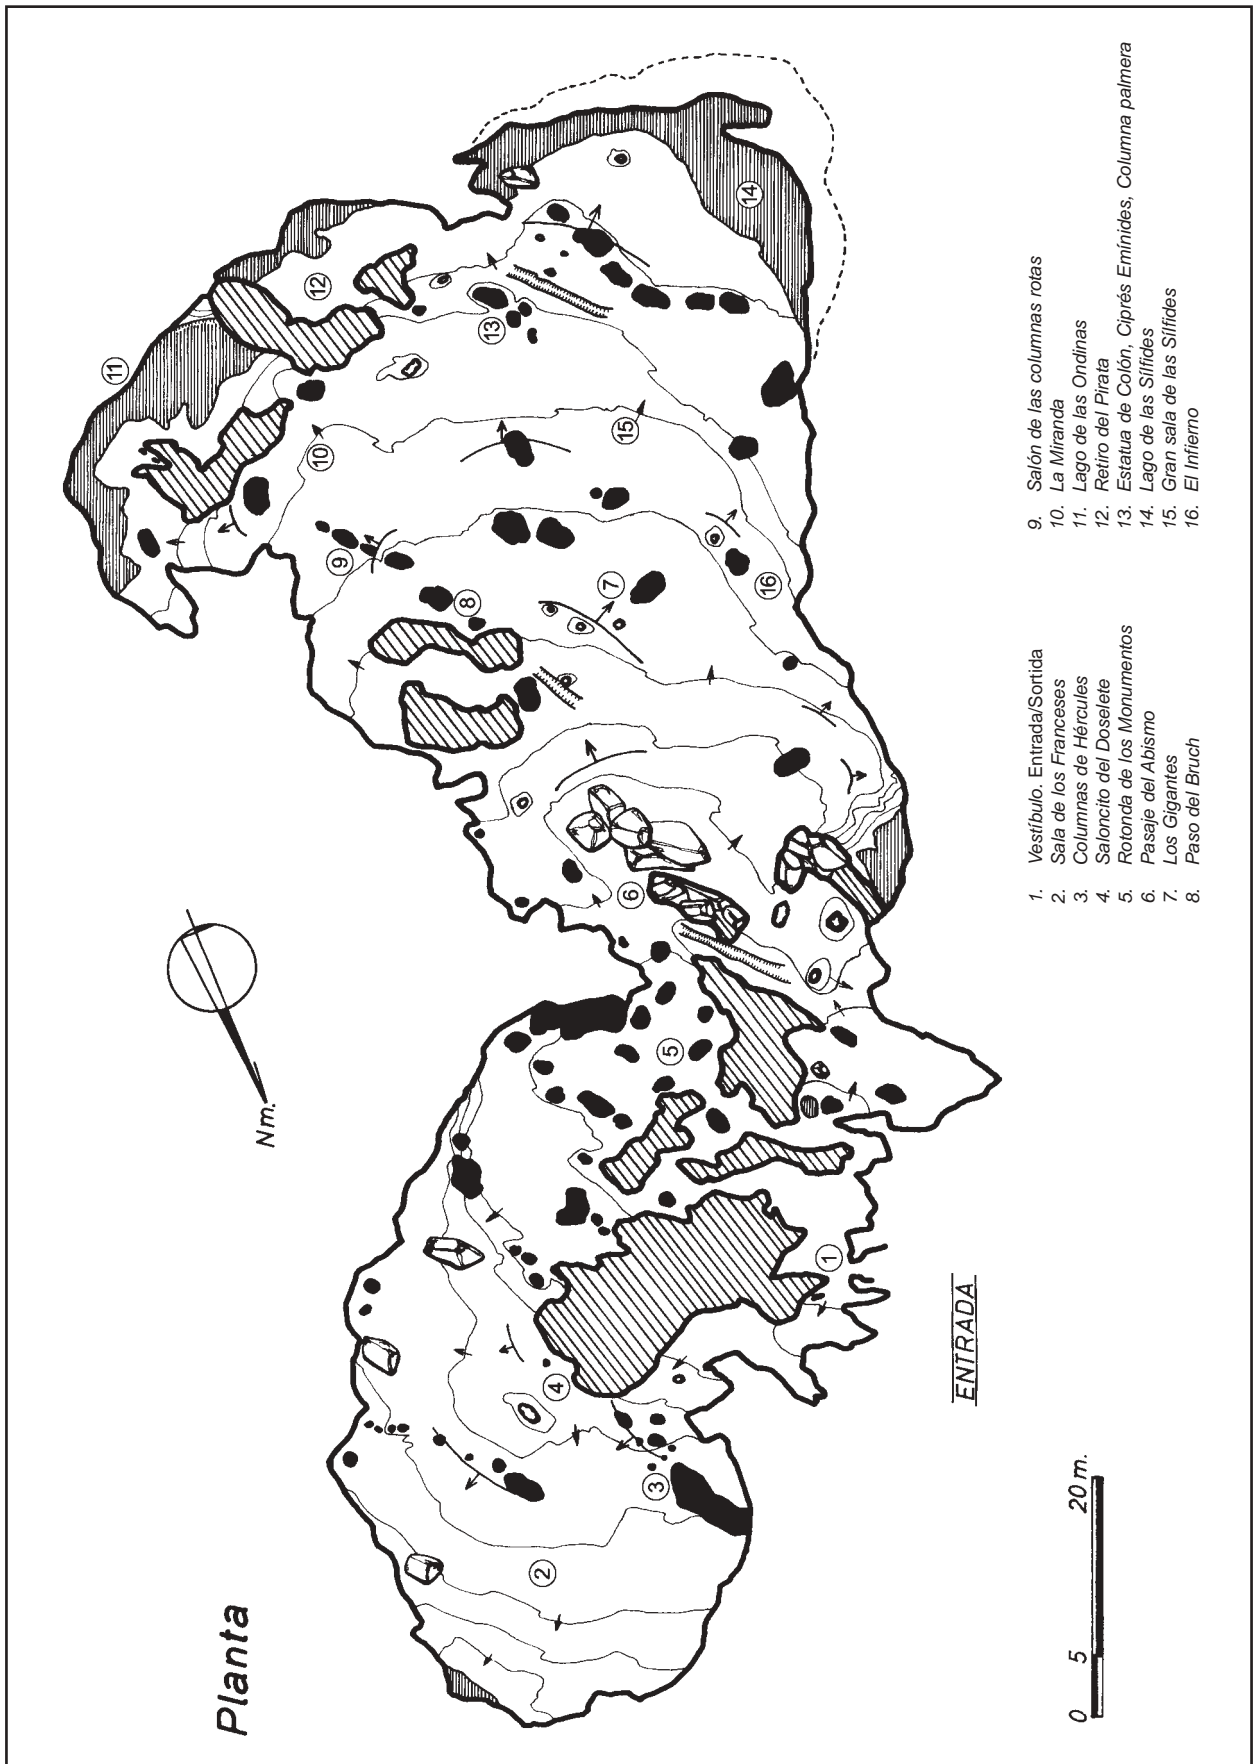 Planta
Nm.
1
2
3
4
5
6
7
8
9
10
11
12
13
14
15
16
ENTRADA
0 5 20 m.
1. Vestíbulo. Entrada/Sortida
2. Sala de los Franceses
3. Columnas de Hércules
4. Saloncito del Doselete
5. Rotonda de los Monumentos
6. Pasaje del Abismo
7. Los Gigantes
8. Paso del Bruch
9. Salón de las columnas rotas
10. La Miranda
11. Lago de las Ondinas
12. Retiro del Pirata
13. Estatua de Colón, Ciprés Emínides, Columna palmera
14. Lago de las Sílfides
15. Gran sala de las Sílfides
16. El Infierno